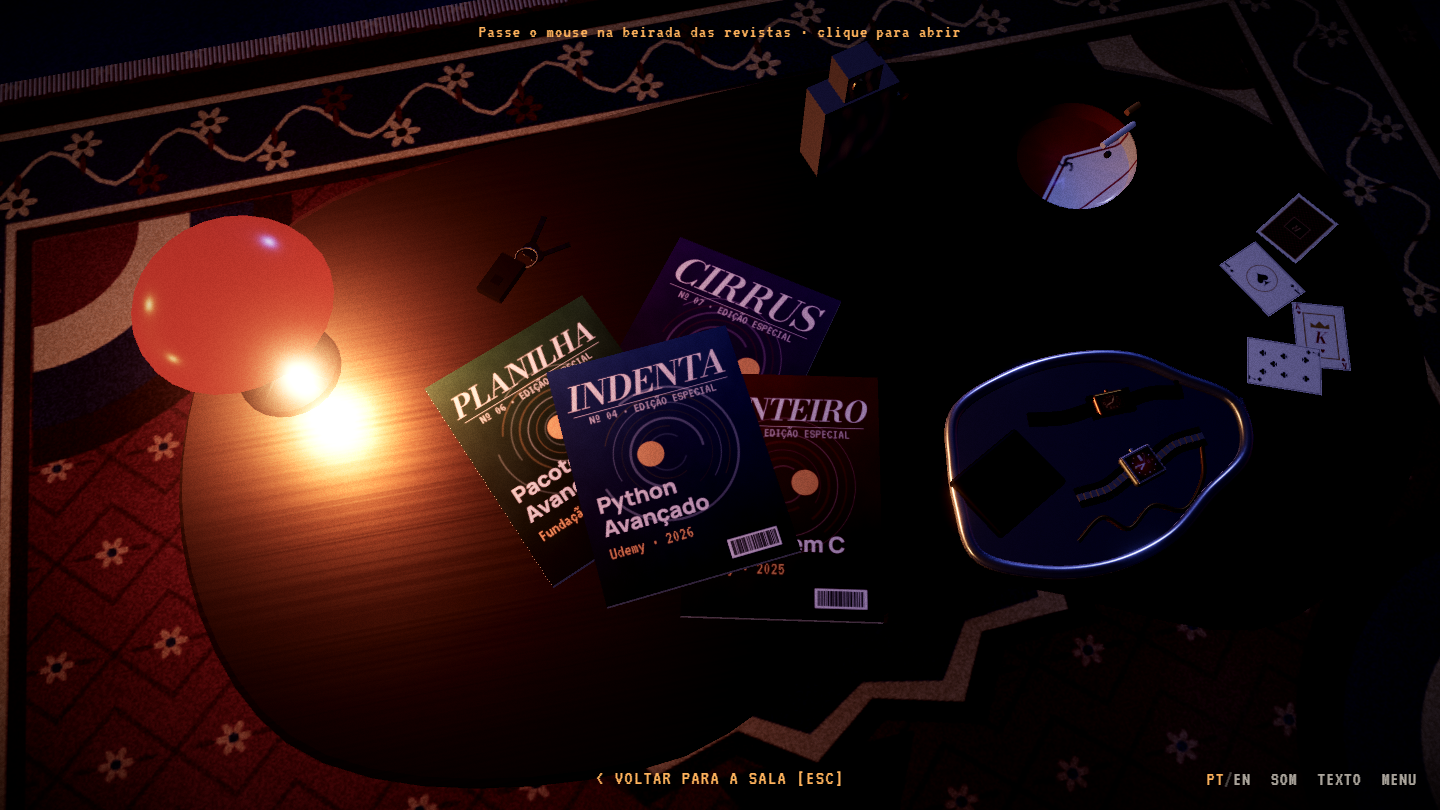 Passe o mouse na beirada das revistas · clique para abrir
CIRRUS
Nº 07 · EDIÇÃO ESPECIAL
PLANILHA
Nº 06 · EDIÇÃO
Fundaçã
INDENTA
Nº 04 · EDIÇÃO ESPECIAL
Python
Avançado
Udemy · 2026
NTEIRO
EDIÇÃO ESPECIAL
em C
2025
K
< VOLTAR PARA A SALA [ESC]
PT/EN SOM TEXTO MENU